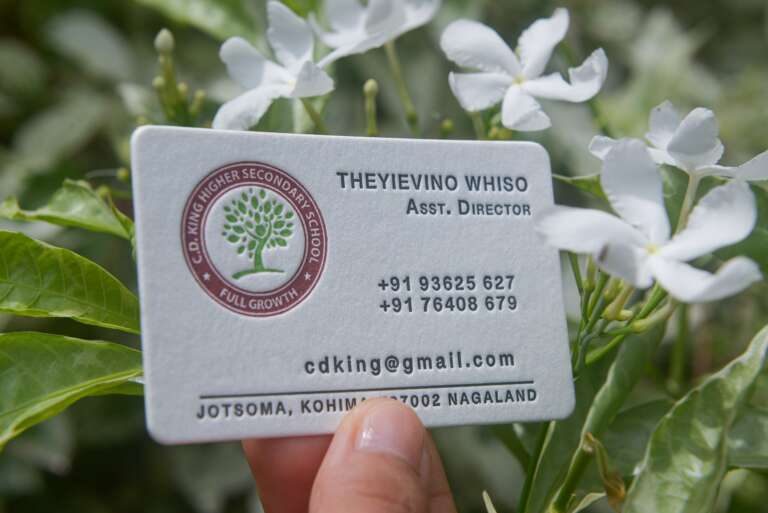 C.D. KING HIGHER SECONDARY SCHOOL
FULL GROWTH
THEYIEVINO WHISO
ASST. DIRECTOR
+91 93625 627
+91 76408 679
cdking@gmail.com
JOTSOMA, KOHIMA 7002 NAGALAND